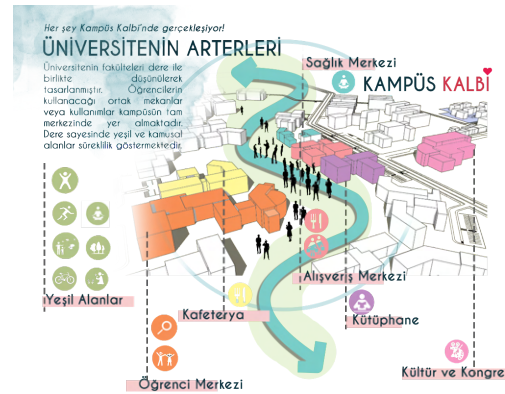 Her şey Kampüs Kalbi'nde gerçekleşiyor!
ÜNİVERSİTENİN ARTERLERİ
Üniversitenin fakülteleri dere ile
birlikte düşünülerek
tasarlanmıştır. Öğrencilerin
kullanacağı ortak mekanlar
veya kullanımlar kampüsün tam
merkezinde yer almaktadır.
Dere sayesinde yeşil ve kamusal
alanlar süreklilik göstermektedir.
Sağlık Merkezi
KAMPÜS KALBİ
Yeşil Alanlar
Kafeterya
Öğrenci Merkezi
Alışveriş Merkezi
Kütüphane
Kültür ve Kongre